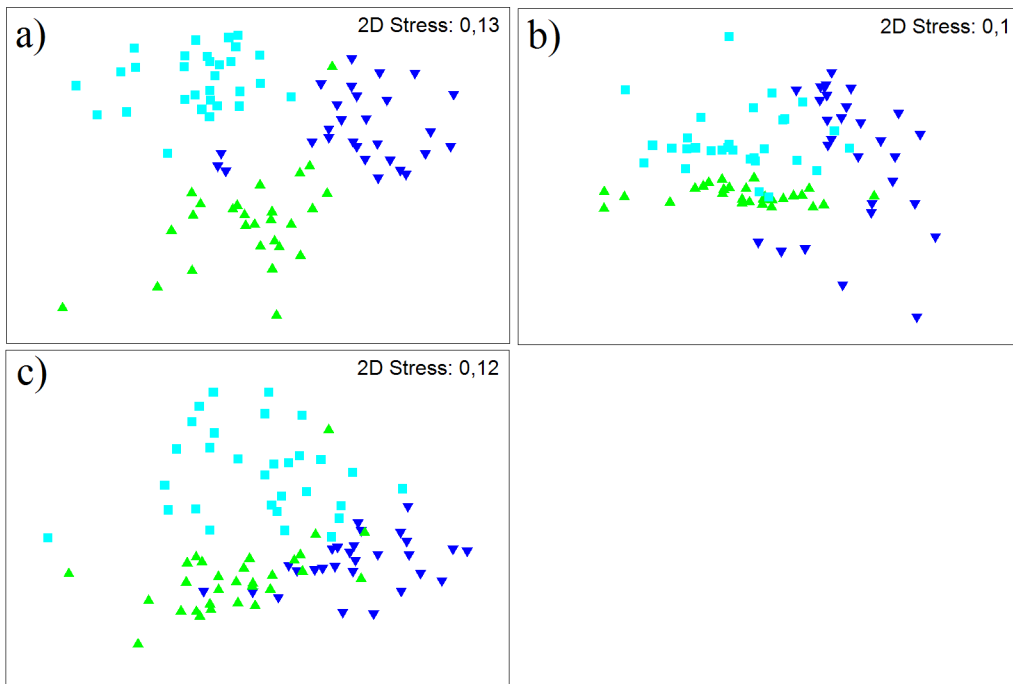 a)
2D Stress: 0,13
b)
2D Stress: 0,1
c)
2D Stress: 0,12